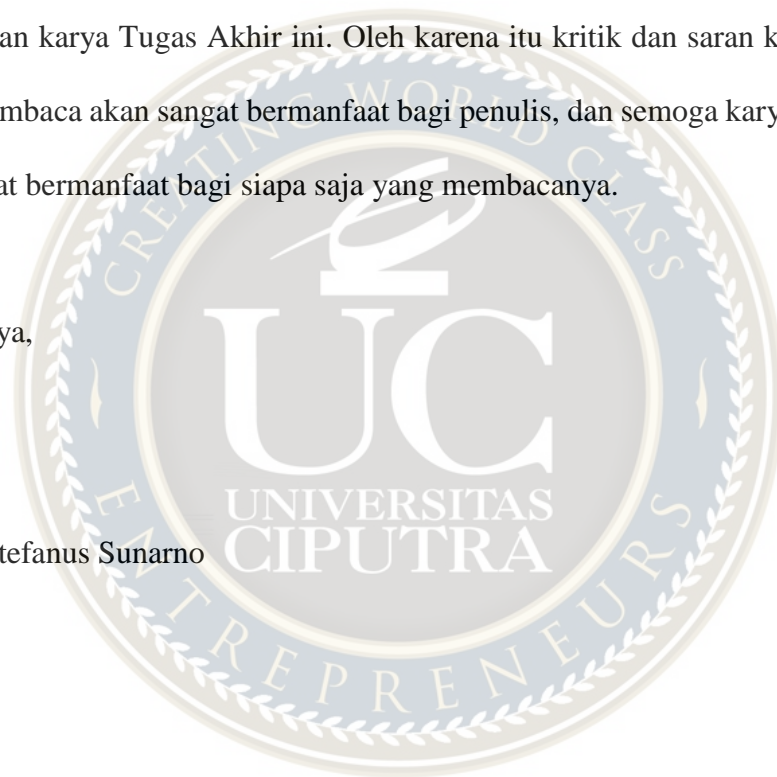 an karya Tugas Akhir ini. Oleh karena itu kritik dan saran k
mbaca akan sangat bermanfaat bagi penulis, dan semoga kary
at bermanfaat bagi siapa saja yang membacanya.
ya,
tefanus Sunarno
CREATING WORLD CLASS
UC
UNIVERSITAS
CIPUTRA
ENTREPRENEURS